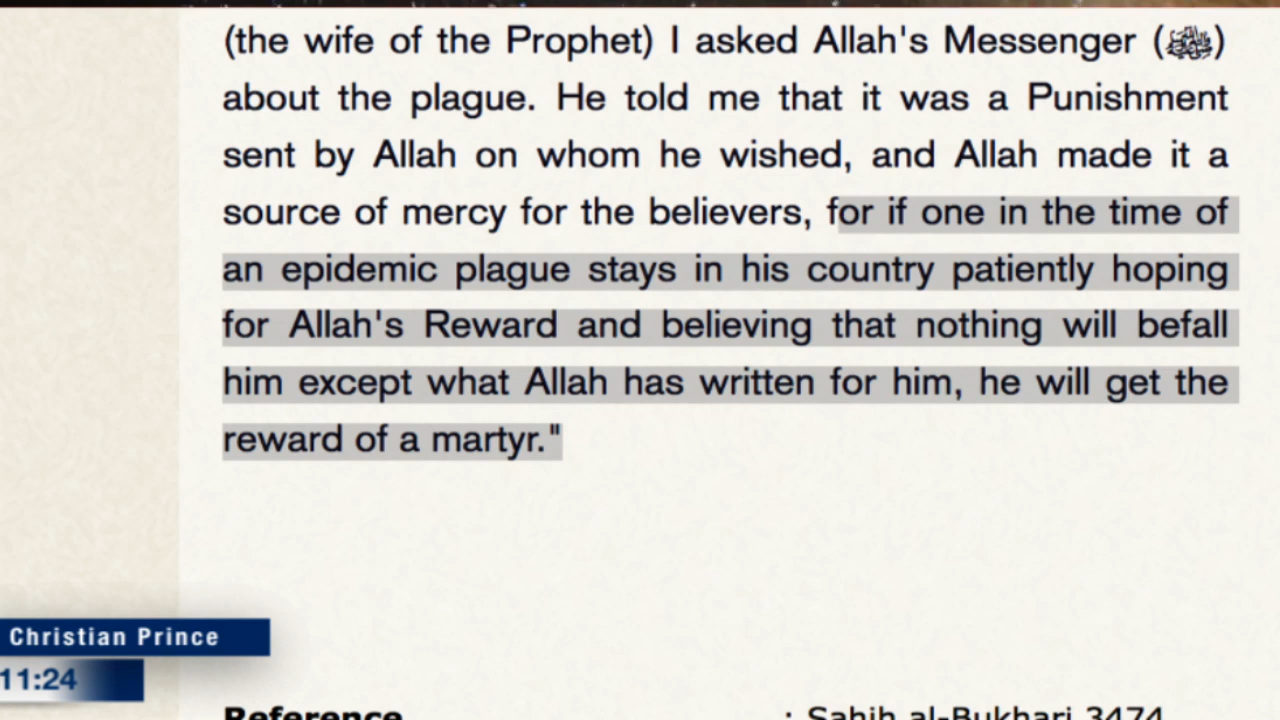 (the wife of the Prophet) I asked Allah's Messenger (ﷺ)
about the plague. He told me that it was a Punishment
sent by Allah on whom he wished, and Allah made it a
source of mercy for the believers, for if one in the time of
an epidemic plague stays in his country patiently hoping
for Allah's Reward and believing that nothing will befall
him except what Allah has written for him, he will get the
reward of a martyr."
Christian Prince
11:24
Reference : Sahih al-Bukhari 3474